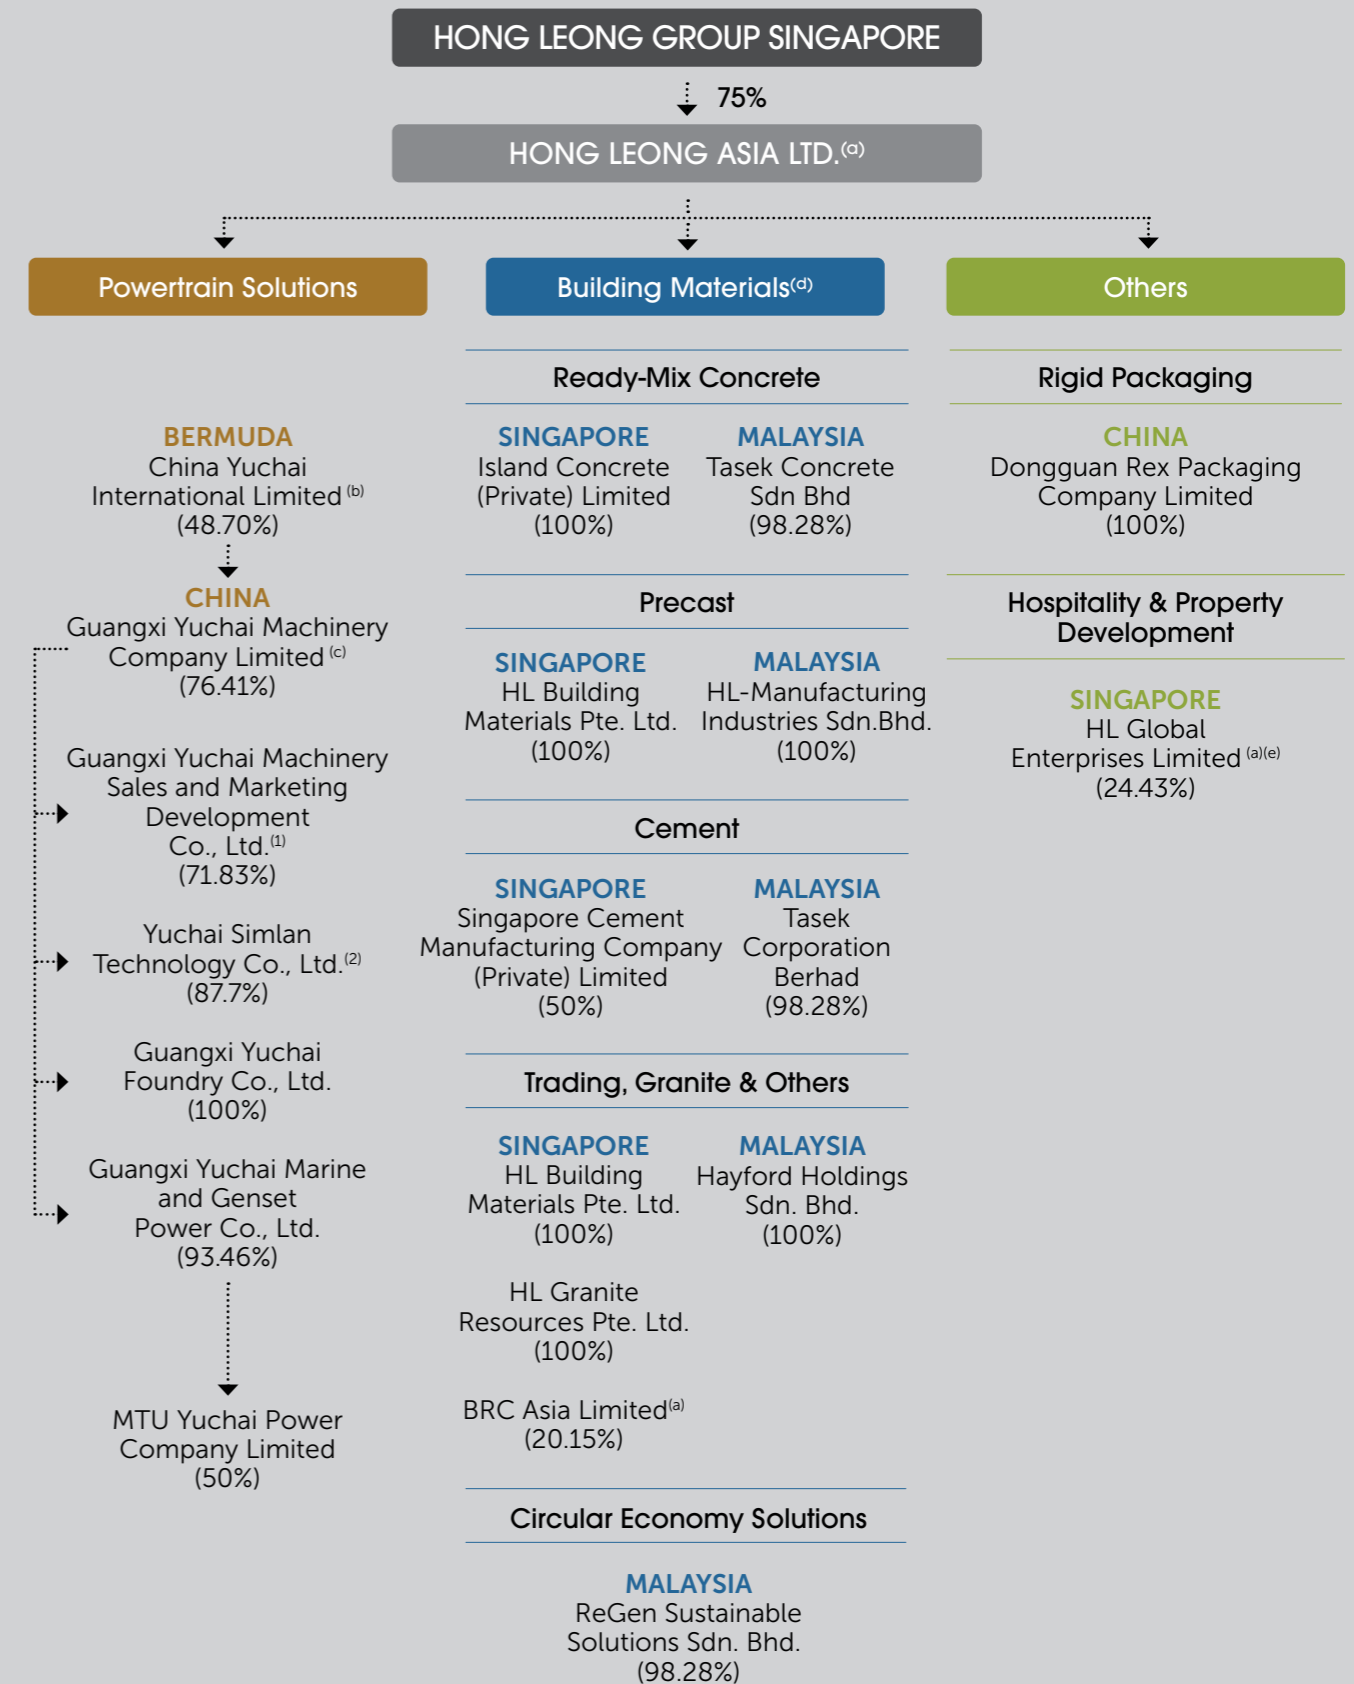 HONG LEONG GROUP SINGAPORE
75%
HONG LEONG ASIA LTD.(a)
Powertrain Solutions
BERMUDA
China Yuchai
International Limited (b)
(48.70%)
CHINA
Guangxi Yuchai Machinery
Company Limited (c)
(76.41%)
Guangxi Yuchai Machinery
Sales and Marketing
Development
Co., Ltd.(1)
(71.83%)
Yuchai Simlan
Technology Co., Ltd.(2)
(87.7%)
Guangxi Yuchai
Foundry Co., Ltd.
(100%)
Guangxi Yuchai Marine
and Genset
Power Co., Ltd.
(93.46%)
MTU Yuchai Power
Company Limited
(50%)
Building Materials(d)
Ready-Mix Concrete
SINGAPORE
Island Concrete
(Private) Limited
(100%)
MALAYSIA
Tasek Concrete
Sdn Bhd
(98.28%)
Precast
SINGAPORE
HL Building
Materials Pte. Ltd.
(100%)
MALAYSIA
HL-Manufacturing
Industries Sdn.Bhd.
(100%)
Cement
SINGAPORE
Singapore Cement
Manufacturing Company
(Private) Limited
(50%)
MALAYSIA
Tasek
Corporation
Berhad
(98.28%)
Trading, Granite & Others
SINGAPORE
HL Building
Materials Pte. Ltd.
(100%)
HL Granite
Resources Pte. Ltd.
(100%)
BRC Asia Limited(a)
(20.15%)
MALAYSIA
Hayford Holdings
Sdn. Bhd.
(100%)
Circular Economy Solutions
MALAYSIA
ReGen Sustainable
Solutions Sdn. Bhd.
(98.28%)
Others
Rigid Packaging
CHINA
Dongguan Rex Packaging
Company Limited
(100%)
Hospitality & Property
Development
SINGAPORE
HL Global
Enterprises Limited (a)(e)
(24.43%)